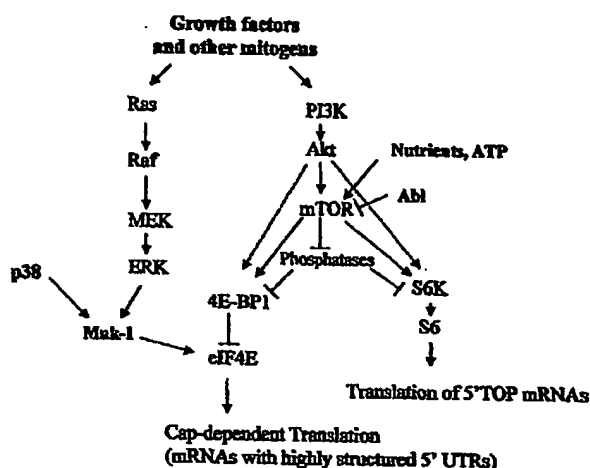 Growth factors
and other mitogens
Ras
PI3K
Raf
Akt
Nutrients, ATP
mTOR
Abl
MEK
Phosphatases
ERK
p38
4E-BP1
S6K
Mnk-1
S6
eIF4E
Translation of 5'TOP mRNAs
Cap-dependent Translation
(mRNAs with highly structured 5' UTRs)